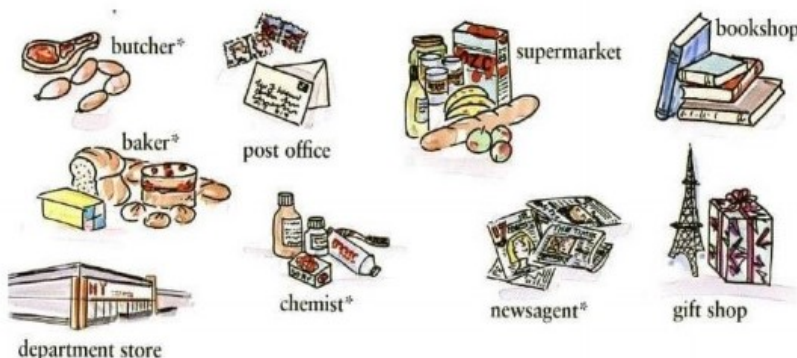 butcher*
post office
supermarket
bookshop
baker*
department store
chemist*
newsagent*
gift shop